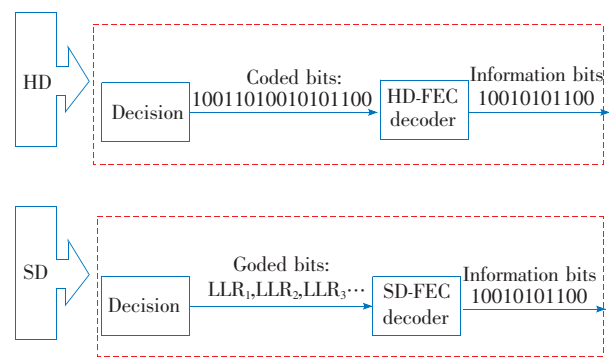 HD
Decision
Coded bits:
10011010010101100
HD-FEC
decoder
Information bits
10010101100
SD
Decision
Goded bits:
LLR₁,LLR₂,LLR₃···
SD-FEC
decoder
Information bits
10010101100